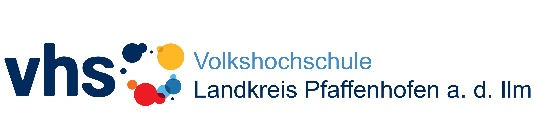 vhs
Volkshochschule
Landkreis Pfaffenhofen a. d. Ilm